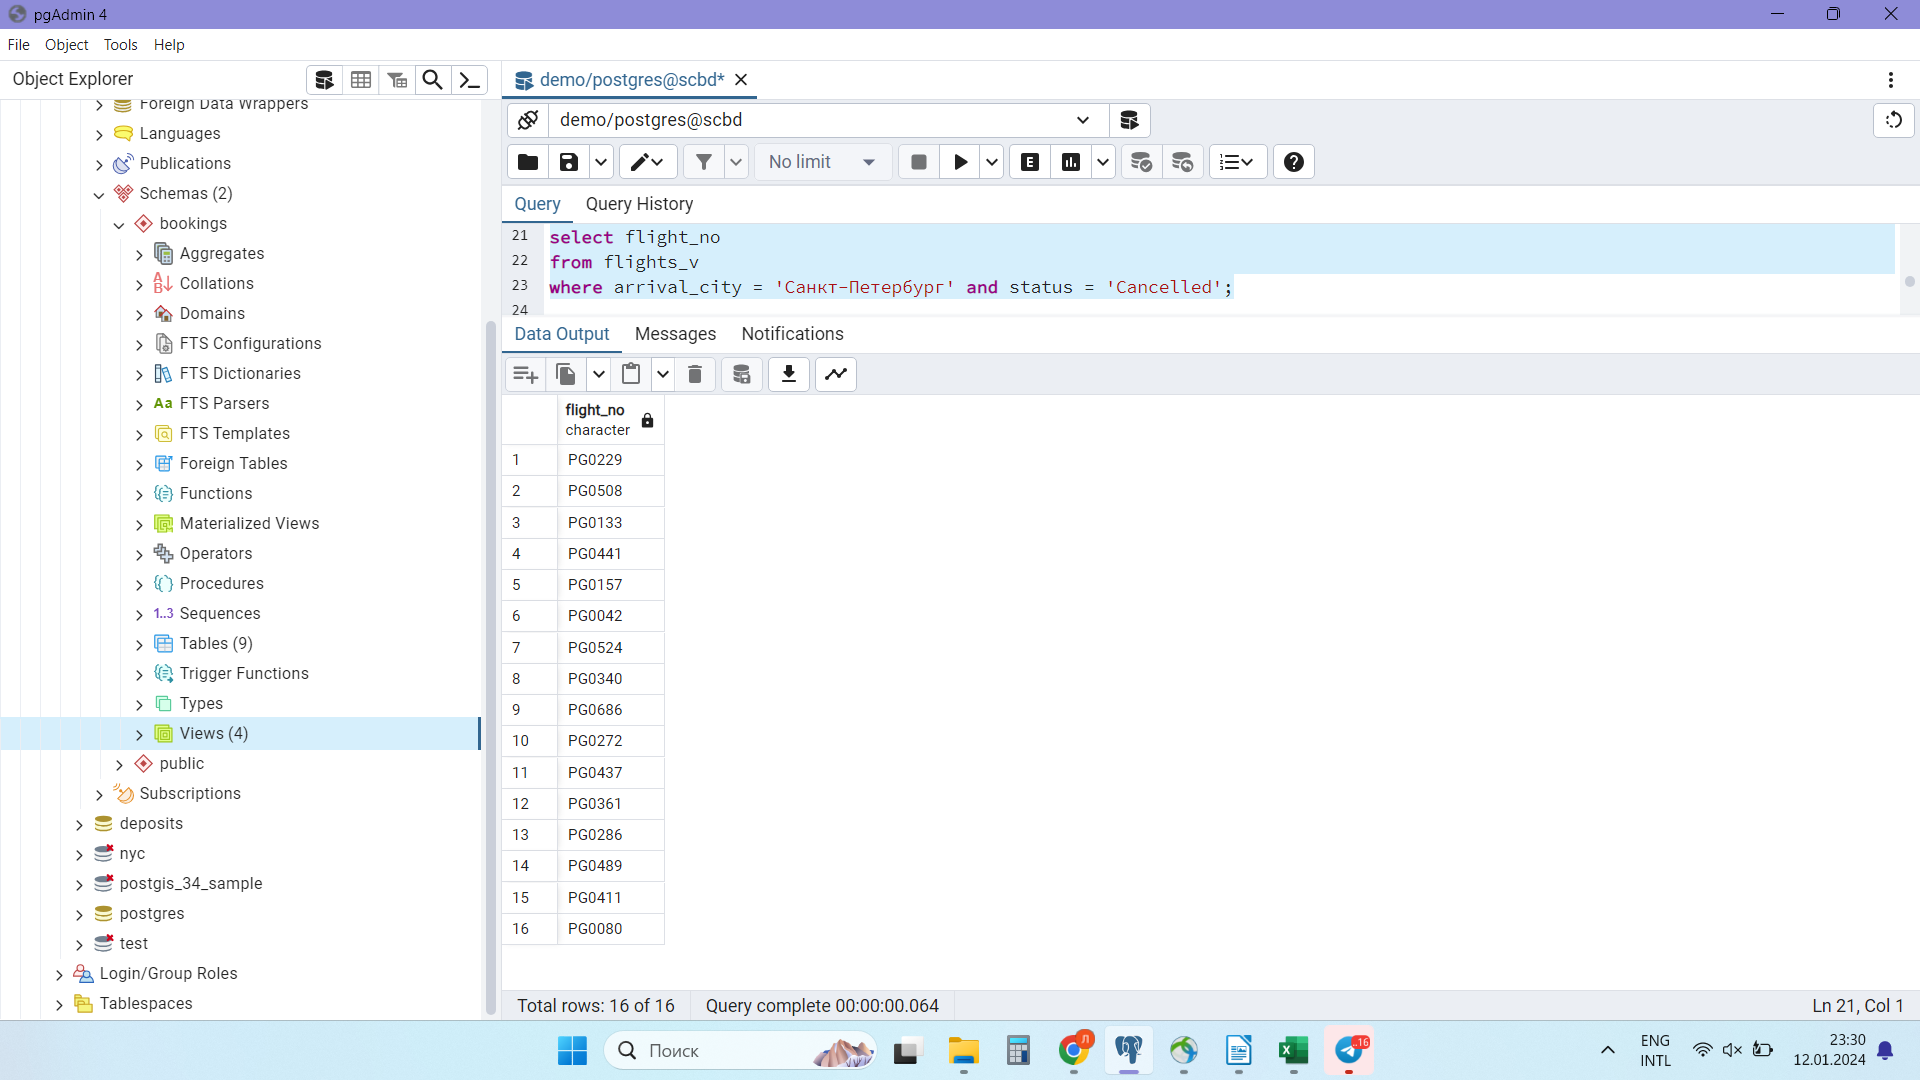 pgAdmin 4
File Object Tools Help
Object Explorer
demo/postgres@scbd*
Foreign Data Wrappers
Languages
Publications
Schemas (2)
bookings
Aggregates
Collations
Domains
FTS Configurations
FTS Dictionaries
Aa FTS Parsers
FTS Templates
Foreign Tables
Functions
Materialized Views
Operators
Procedures
1..3 Sequences
Tables (9)
Trigger Functions
Types
Views (4)
public
Subscriptions
deposits
nyc
postgis_34_sample
postgres
test
Login/Group Roles
Tablespaces
demo/postgres@scbd
No limit
E
Query Query History
21 select flight_no
22 from flights_v
23 where arrival_city = 'Санкт-Петербург' and status = 'Cancelled';
24
Data Output Messages Notifications
flight_no
character
1 PG0229
2 PG0508
3 PG0133
4 PG0441
5 PG0157
6 PG0042
7 PG0524
8 PG0340
9 PG0686
10 PG0272
11 PG0437
12 PG0361
13 PG0286
14 PG0489
15 PG0411
16 PG0080
Total rows: 16 of 16 Query complete 00:00:00.064 Ln 21, Col 1
Поиск
Л
16
ENG
INTL
23:30
12.01.2024